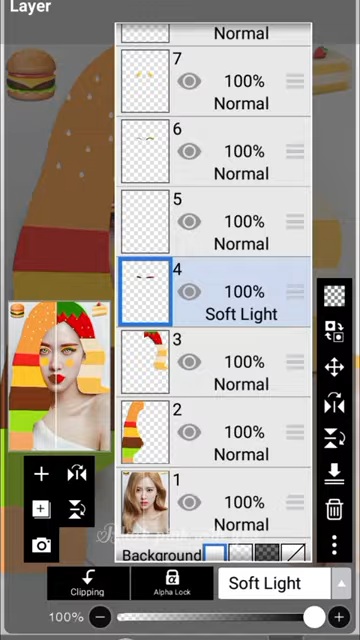 Layer
Normal
7
100%
Normal
6
100%
Normal
5
100%
Normal
4
100%
Soft Light
3
100%
Normal
2
100%
Normal
1
100%
Normal
Background
Clipping
Alpha Lock
Soft Light
100%